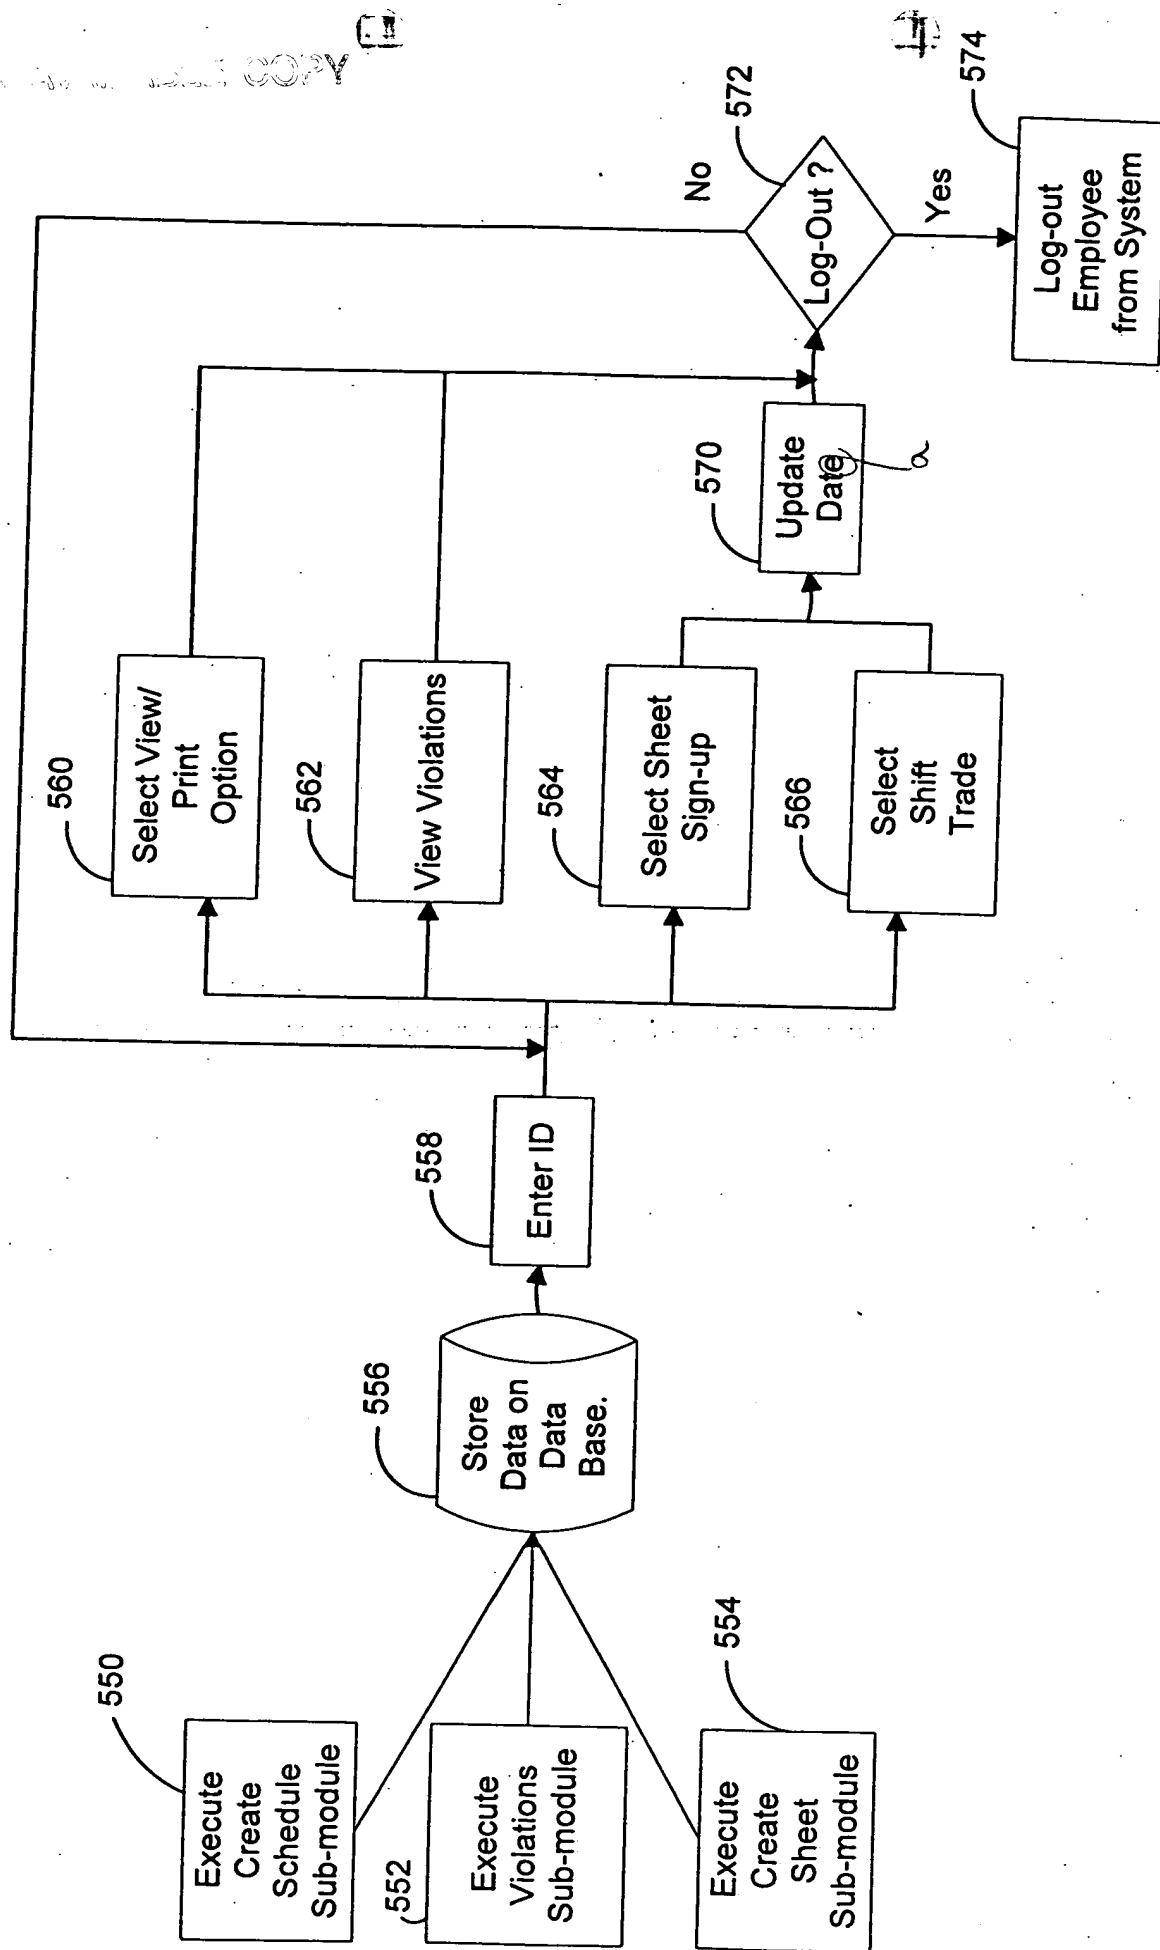 550
Execute
Create
Schedule
Sub-module
552
Execute
Violations
Sub-module
554
Execute
Create
Sheet
Sub-module
556
Store
Data on
Data
Base.
558
Enter ID
560
Select View/
Print
Option
562
View Violations
564
Select Sheet
Sign-up
566
Select
Shift
Trade
570
Update
Date
a
572
Log-Out ?
No
Yes
574
Log-out
Employee
from System
COPY